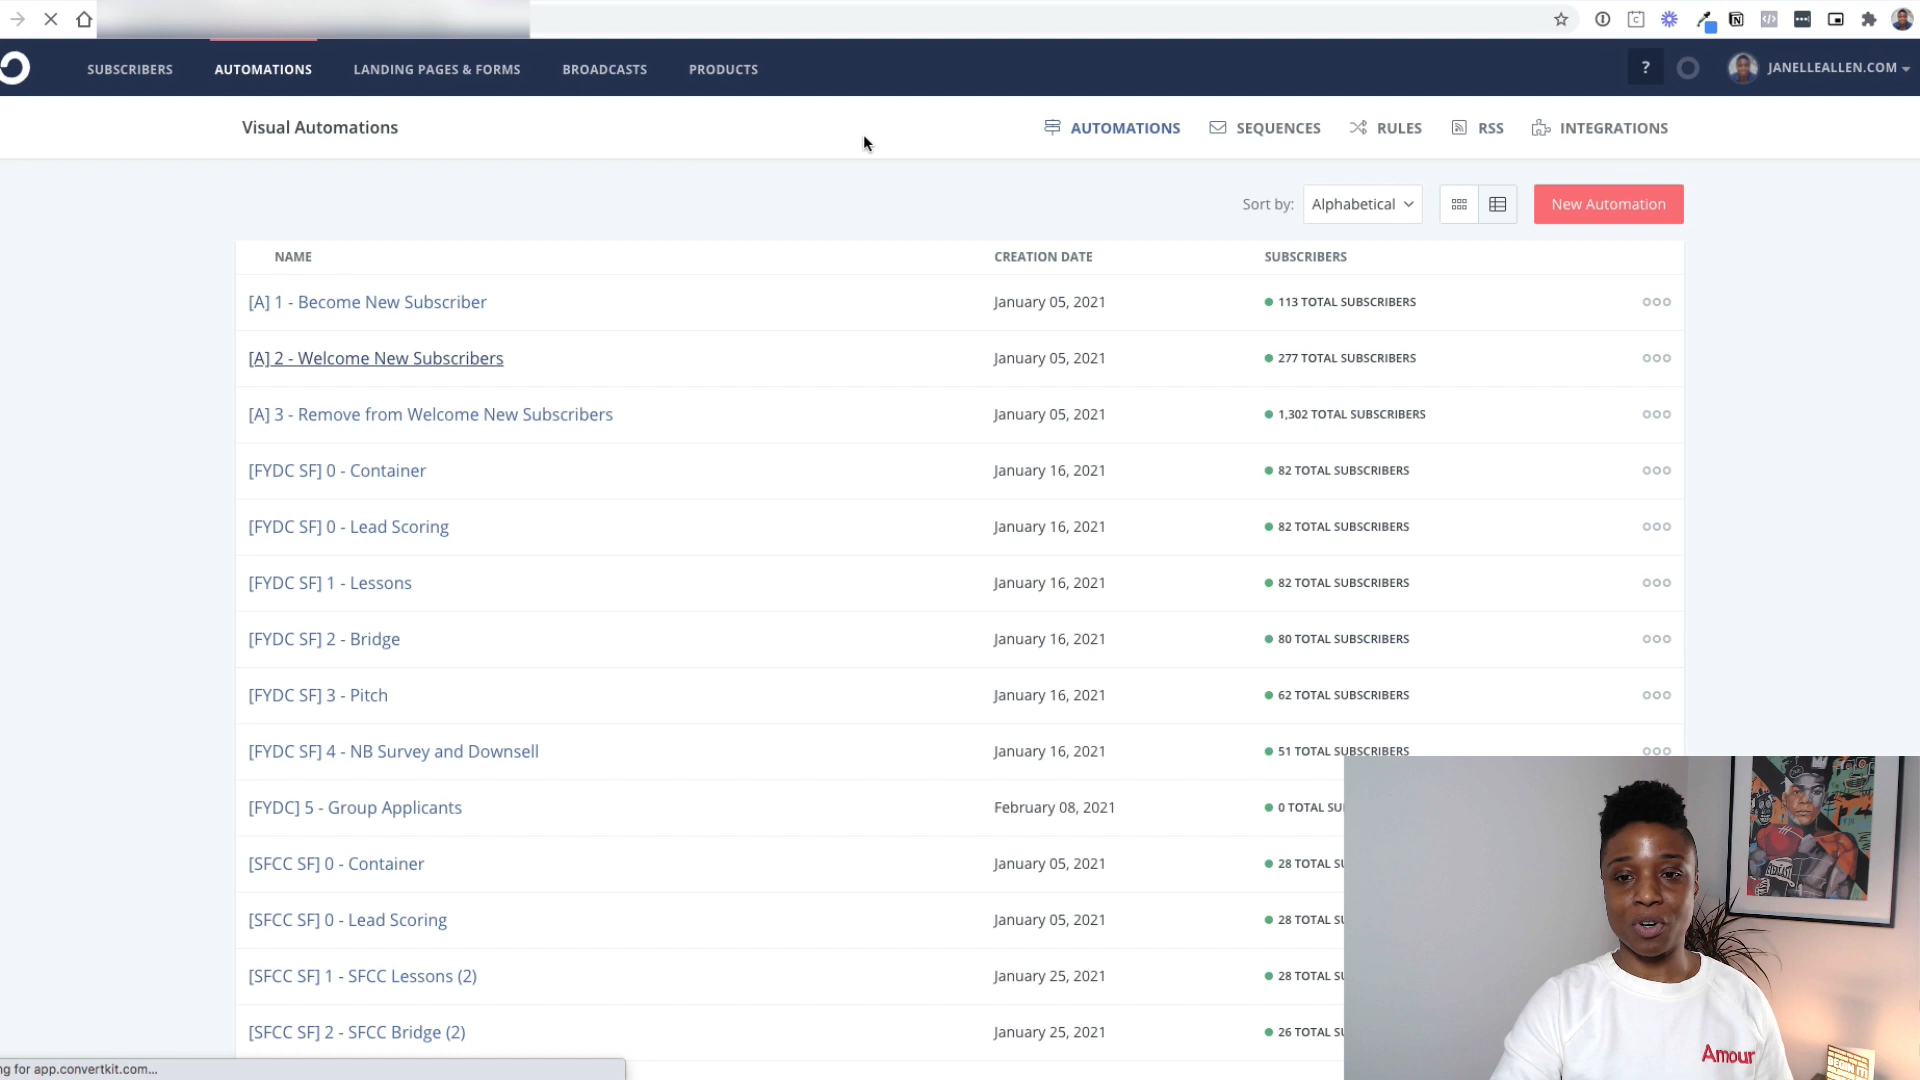 SUBSCRIBERS AUTOMATIONS LANDING PAGES & FORMS BROADCASTS PRODUCTS ? JANELLEALLEN.COM
Visual Automations AUTOMATIONS SEQUENCES RULES RSS INTEGRATIONS
Sort by: Alphabetical New Automation
NAME CREATION DATE SUBSCRIBERS
[A] 1 - Become New Subscriber January 05, 2021 113 TOTAL SUBSCRIBERS
[A] 2 - Welcome New Subscribers January 05, 2021 277 TOTAL SUBSCRIBERS
[A] 3 - Remove from Welcome New Subscribers January 05, 2021 1,302 TOTAL SUBSCRIBERS
[FYDC SF] 0 - Container January 16, 2021 82 TOTAL SUBSCRIBERS
[FYDC SF] 0 - Lead Scoring January 16, 2021 82 TOTAL SUBSCRIBERS
[FYDC SF] 1 - Lessons January 16, 2021 82 TOTAL SUBSCRIBERS
[FYDC SF] 2 - Bridge January 16, 2021 80 TOTAL SUBSCRIBERS
[FYDC SF] 3 - Pitch January 16, 2021 62 TOTAL SUBSCRIBERS
[FYDC SF] 4 - NB Survey and Downsell January 16, 2021 51 TOTAL SUBSCRIBERS
[FYDC] 5 - Group Applicants February 08, 2021 0 TOTAL SU
[SFCC SF] 0 - Container January 05, 2021 28 TOTAL SU
[SFCC SF] 0 - Lead Scoring January 05, 2021 28 TOTAL SU
[SFCC SF] 1 - SFCC Lessons (2) January 25, 2021 28 TOTAL SU
[SFCC SF] 2 - SFCC Bridge (2) January 25, 2021 26 TOTAL SU
Amour
ng for app.convertkit.com...